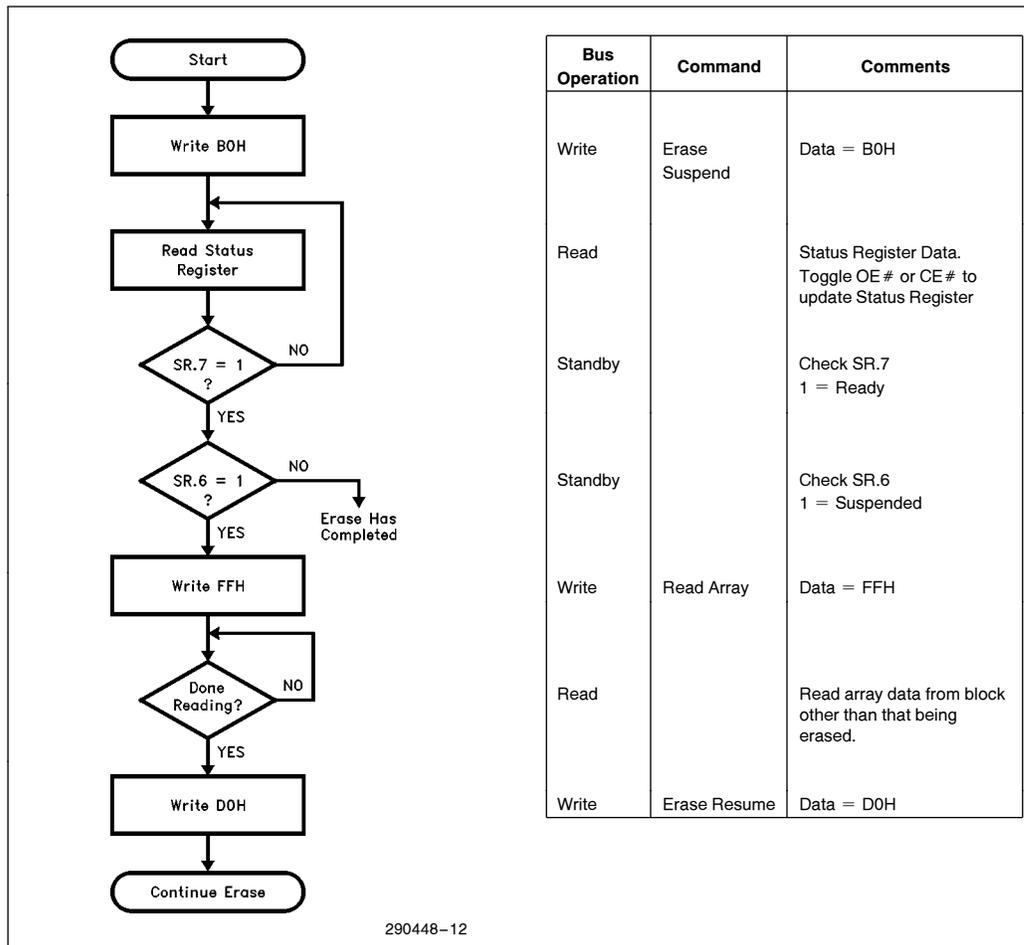 Start
Write B0H
Read Status
Register
SR.7 = 1
?
NO
YES
SR.6 = 1
?
NO
Erase Has
Completed
YES
Write FFH
Done
Reading?
NO
YES
Write D0H
Continue Erase
Bus
Operation
Command
Comments
Write
Erase
Suspend
Data = B0H
Read
Status Register Data.
Toggle OE# or CE# to
update Status Register
Standby
Check SR.7
1 = Ready
Standby
Check SR.6
1 = Suspended
Write
Read Array
Data = FFH
Read
Read array data from block
other than that being
erased.
Write
Erase Resume
Data = D0H
290448–12